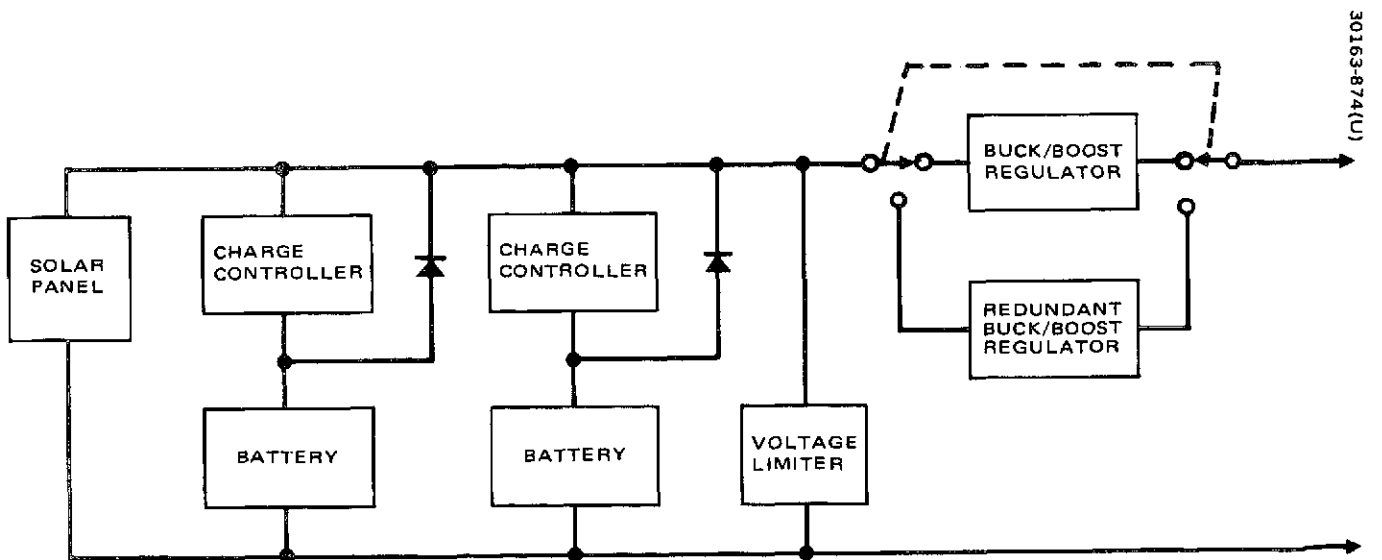 30163-874(U)
BUCK/BOOST
REGULATOR
SOLAR
PANEL
CHARGE
CONTROLLER
CHARGE
CONTROLLER
REDUNDANT
BUCK/BOOST
REGULATOR
BATTERY
BATTERY
VOLTAGE
LIMITER